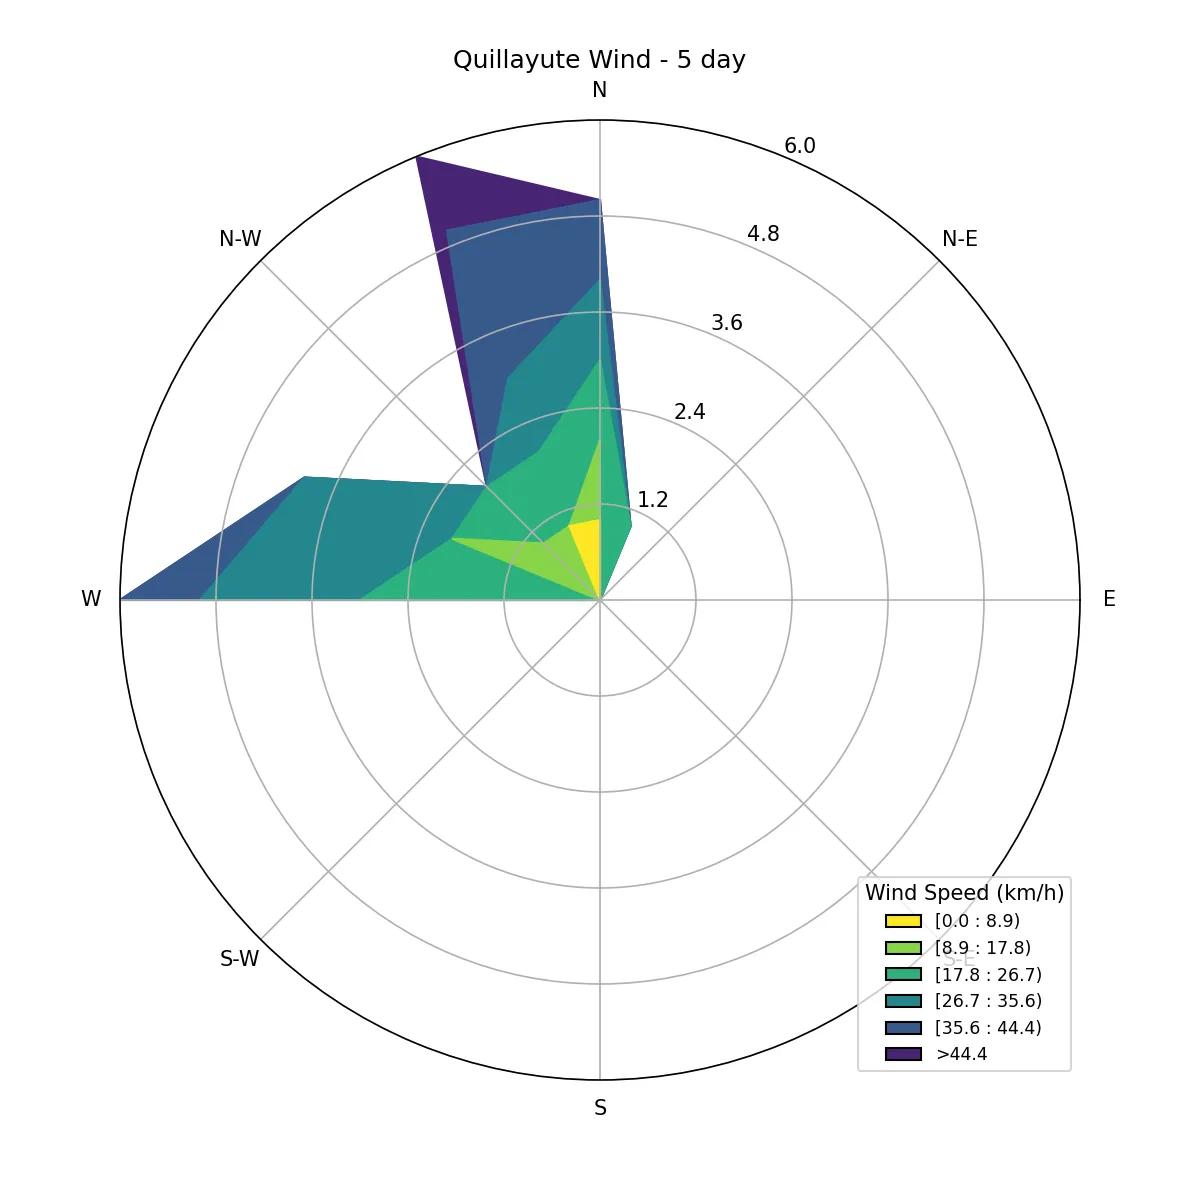 Quillayute Wind - 5 day
N
6.0
N-W
4.8
N-E
3.6
2.4
1.2
W
E
Wind Speed (km/h)
[0.0 : 8.9)
[8.9 : 17.8)
S-W
S-E
[17.8 : 26.7)
[26.7 : 35.6)
[35.6 : 44.4)
>44.4
S